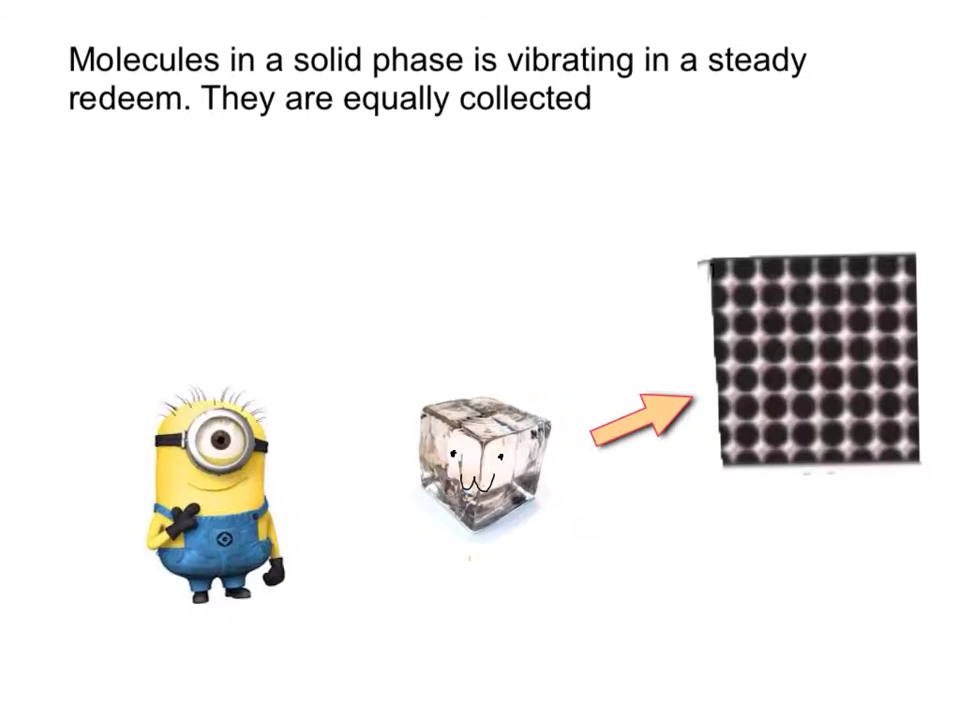 Molecules in a solid phase is vibrating in a steady
redeem. They are equally collected